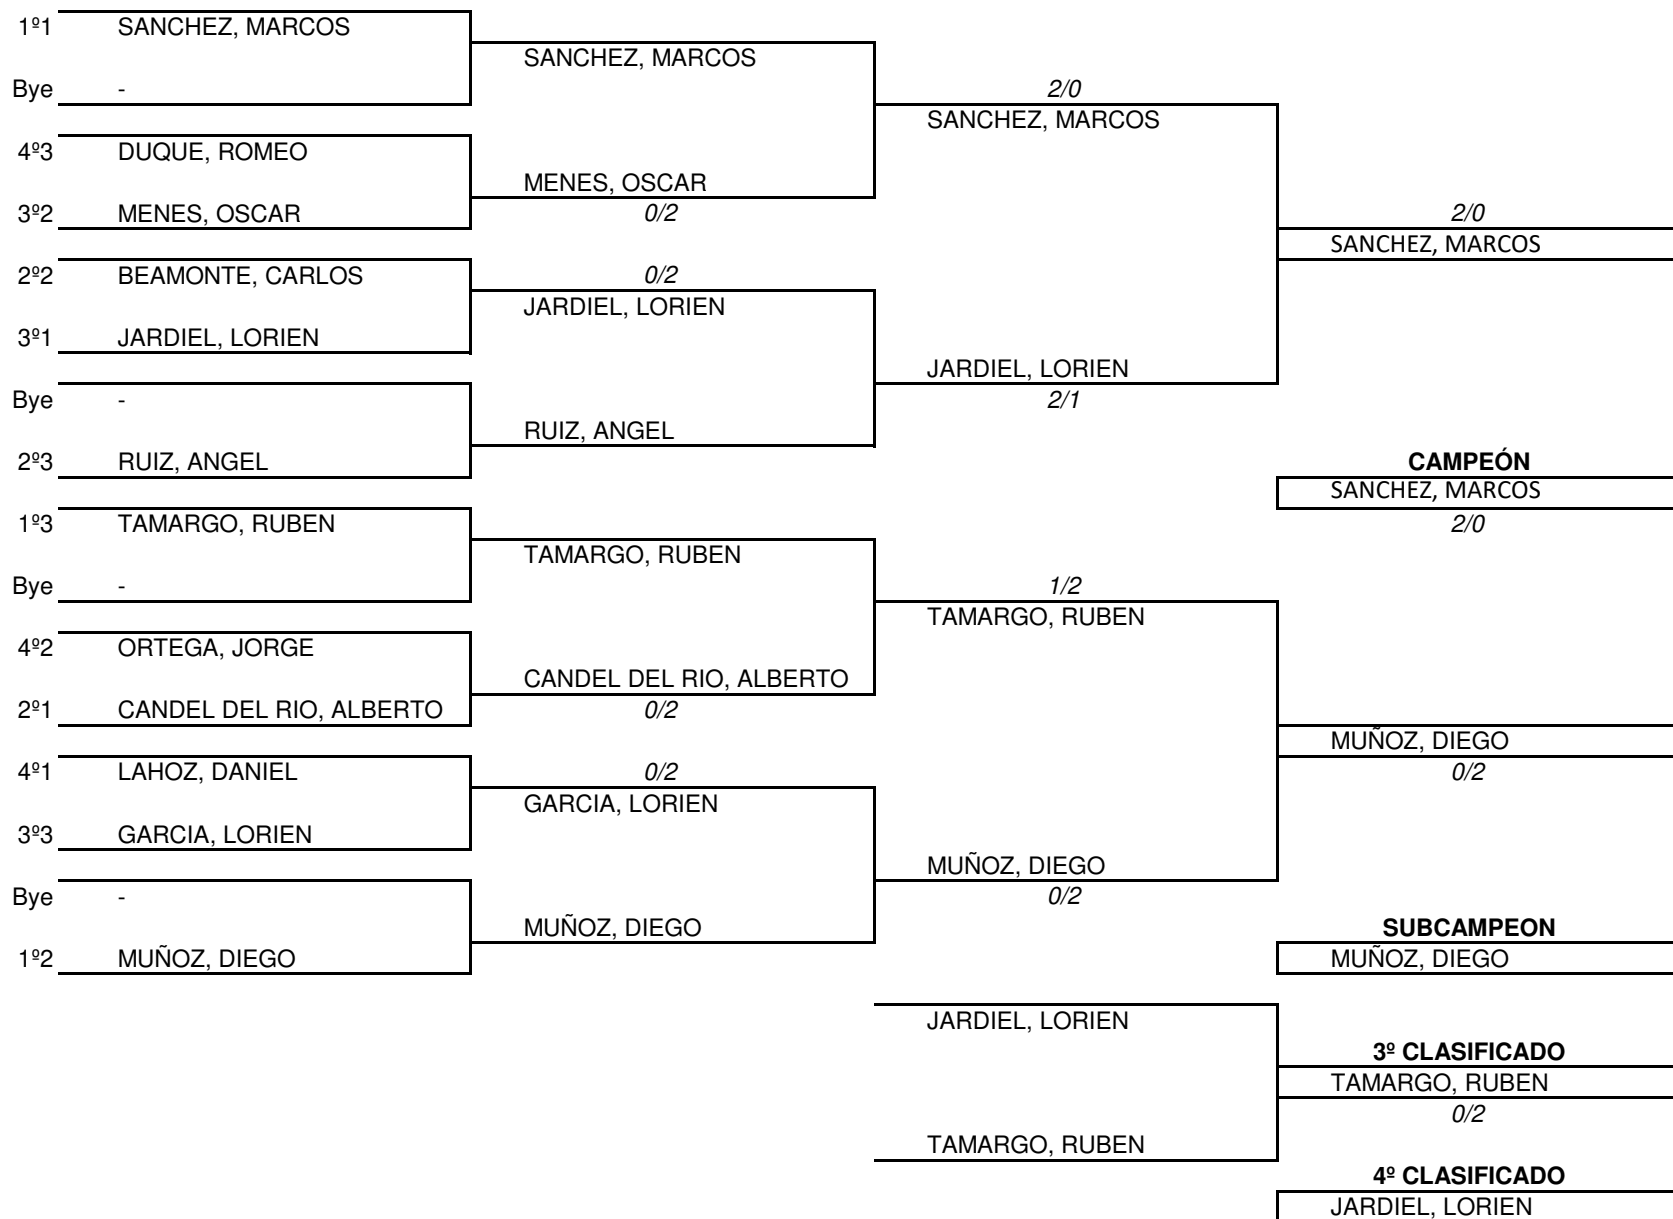 1º1 SANCHEZ, MARCOS
SANCHEZ, MARCOS
Bye - 2/0
SANCHEZ, MARCOS
4º3 DUQUE, ROMEO
MENES, OSCAR
3º2 MENES, OSCAR 0/2 2/0
SANCHEZ, MARCOS
2º2 BEAMONTE, CARLOS 0/2
JARDIEL, LORIEN
3º1 JARDIEL, LORIEN
JARDIEL, LORIEN
Bye - 2/1
RUIZ, ANGEL
2º3 RUIZ, ANGEL CAMPEÓN
SANCHEZ, MARCOS
1º3 TAMARGO, RUBEN 2/0
TAMARGO, RUBEN
Bye - 1/2
TAMARGO, RUBEN
4º2 ORTEGA, JORGE
CANDEL DEL RIO, ALBERTO
2º1 CANDEL DEL RIO, ALBERTO 0/2
MUÑOZ, DIEGO
4º1 LAHOZ, DANIEL 0/2 0/2
GARCIA, LORIEN
3º3 GARCIA, LORIEN
MUÑOZ, DIEGO
Bye - 0/2
MUÑOZ, DIEGO SUBCAMPEON
1º2 MUÑOZ, DIEGO MUÑOZ, DIEGO
JARDIEL, LORIEN
3º CLASIFICADO
TAMARGO, RUBEN
0/2
TAMARGO, RUBEN
4º CLASIFICADO
JARDIEL, LORIEN